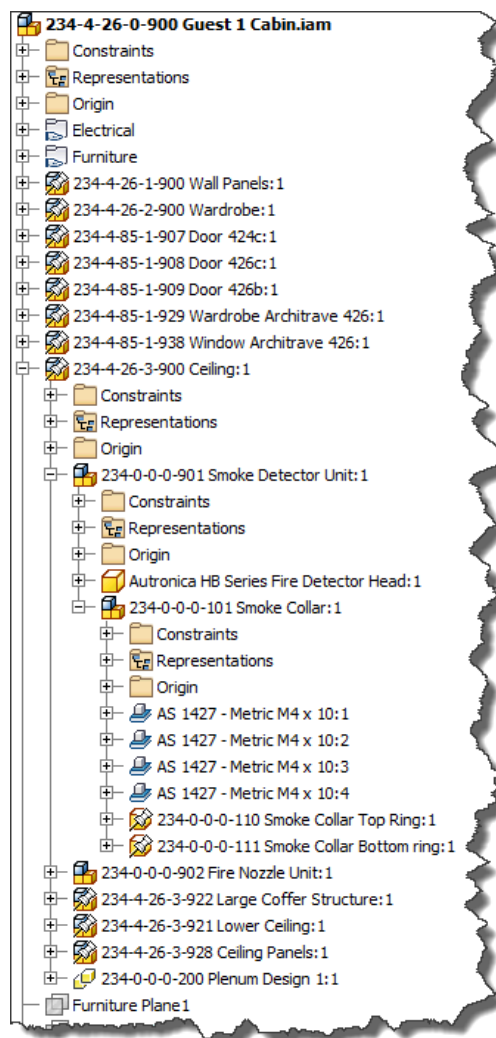 234-4-26-0-900 Guest 1 Cabin.iam
Constraints
Representations
Origin
Electrical
Furniture
234-4-26-1-900 Wall Panels:1
234-4-26-2-900 Wardrobe:1
234-4-85-1-907 Door 424c:1
234-4-85-1-908 Door 426c:1
234-4-85-1-909 Door 426b:1
234-4-85-1-929 Wardrobe Architrave 426:1
234-4-85-1-938 Window Architrave 426:1
234-4-26-3-900 Ceiling:1
Constraints
Representations
Origin
234-0-0-0-901 Smoke Detector Unit:1
Constraints
Representations
Origin
Autronica HB Series Fire Detector Head:1
234-0-0-0-101 Smoke Collar:1
Constraints
Representations
Origin
AS 1427 - Metric M4 x 10:1
AS 1427 - Metric M4 x 10:2
AS 1427 - Metric M4 x 10:3
AS 1427 - Metric M4 x 10:4
234-0-0-0-110 Smoke Collar Top Ring:1
234-0-0-0-111 Smoke Collar Bottom ring:1
234-0-0-0-902 Fire Nozzle Unit:1
234-4-26-3-922 Large Coffer Structure:1
234-4-26-3-921 Lower Ceiling:1
234-4-26-3-928 Ceiling Panels:1
234-0-0-0-200 Plenum Design 1:1
Furniture Plane1